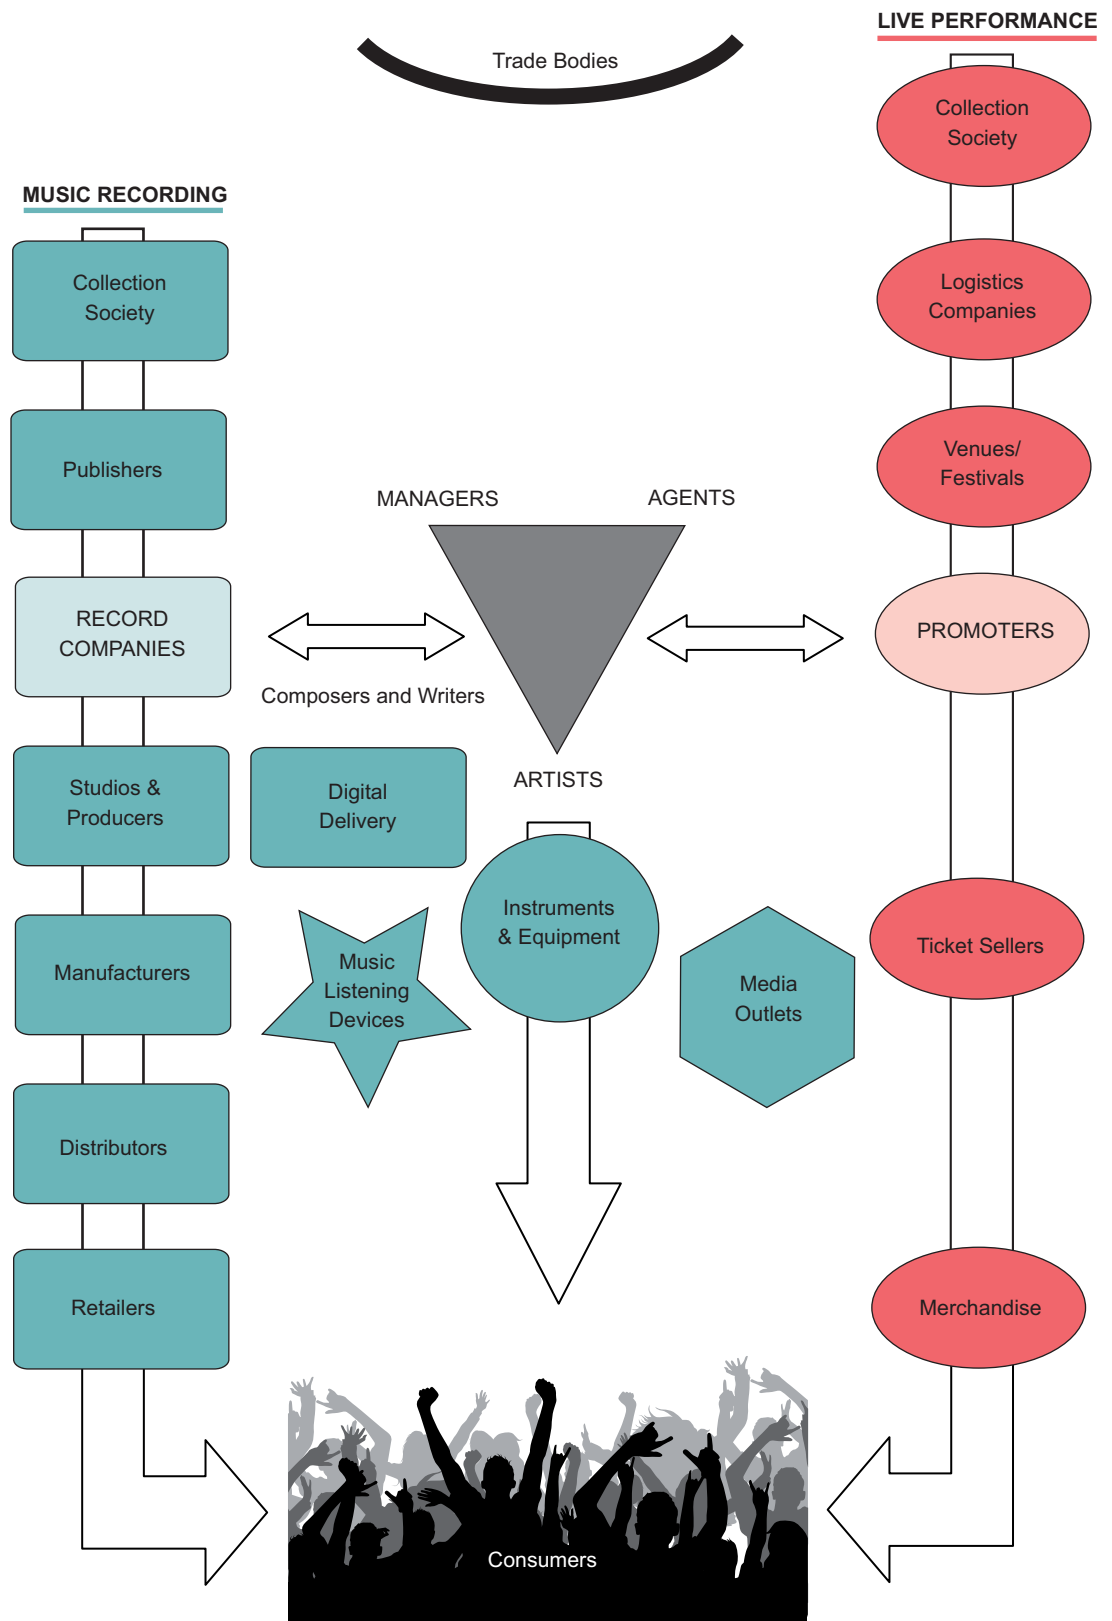 LIVE PERFORMANCE
Trade Bodies
Collection
Society
MUSIC RECORDING
Collection
Society
Logistics
Companies
Publishers
Venues/
Festivals
MANAGERS
AGENTS
RECORD
COMPANIES
PROMOTERS
Composers and Writers
ARTISTS
Studios &
Producers
Digital
Delivery
Instruments
& Equipment
Ticket Sellers
Manufacturers
Music
Listening
Devices
Media
Outlets
Distributors
Retailers
Merchandise
Consumers